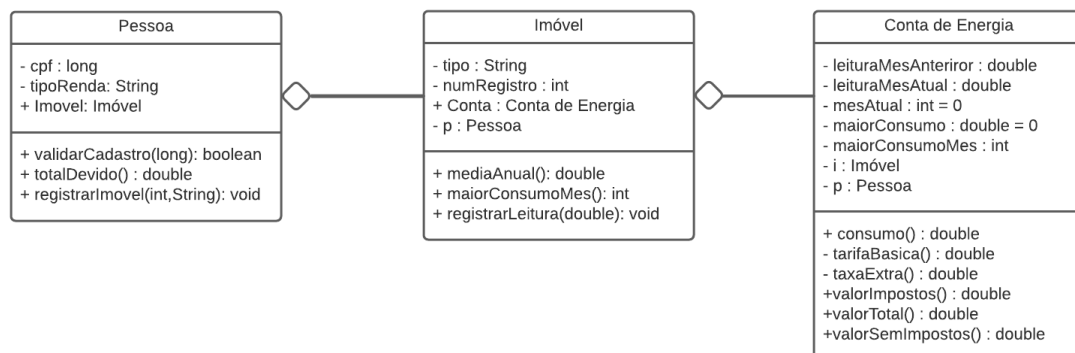 Pessoa
- cpf : long
- tipoRenda: String
+ Imovel: Imóvel
+ validarCadastro(long): boolean
+ totalDevido() : double
+ registrarImovel(int,String): void
Imóvel
- tipo : String
- numRegistro : int
+ Conta : Conta de Energia
- p : Pessoa
+ mediaAnual(): double
+ maiorConsumoMes(): int
+ registrarLeitura(double): void
Conta de Energia
- leituraMesAnteriror : double
- leituraMesAtual : double
- mesAtual : int = 0
- maiorConsumo : double = 0
- maiorConsumoMes : int
- i : Imóvel
- p : Pessoa
+ consumo() : double
- tarifaBasica() : double
- taxaExtra() : double
+valorImpostos() : double
+valorTotal() : double
+valorSemImpostos() : double